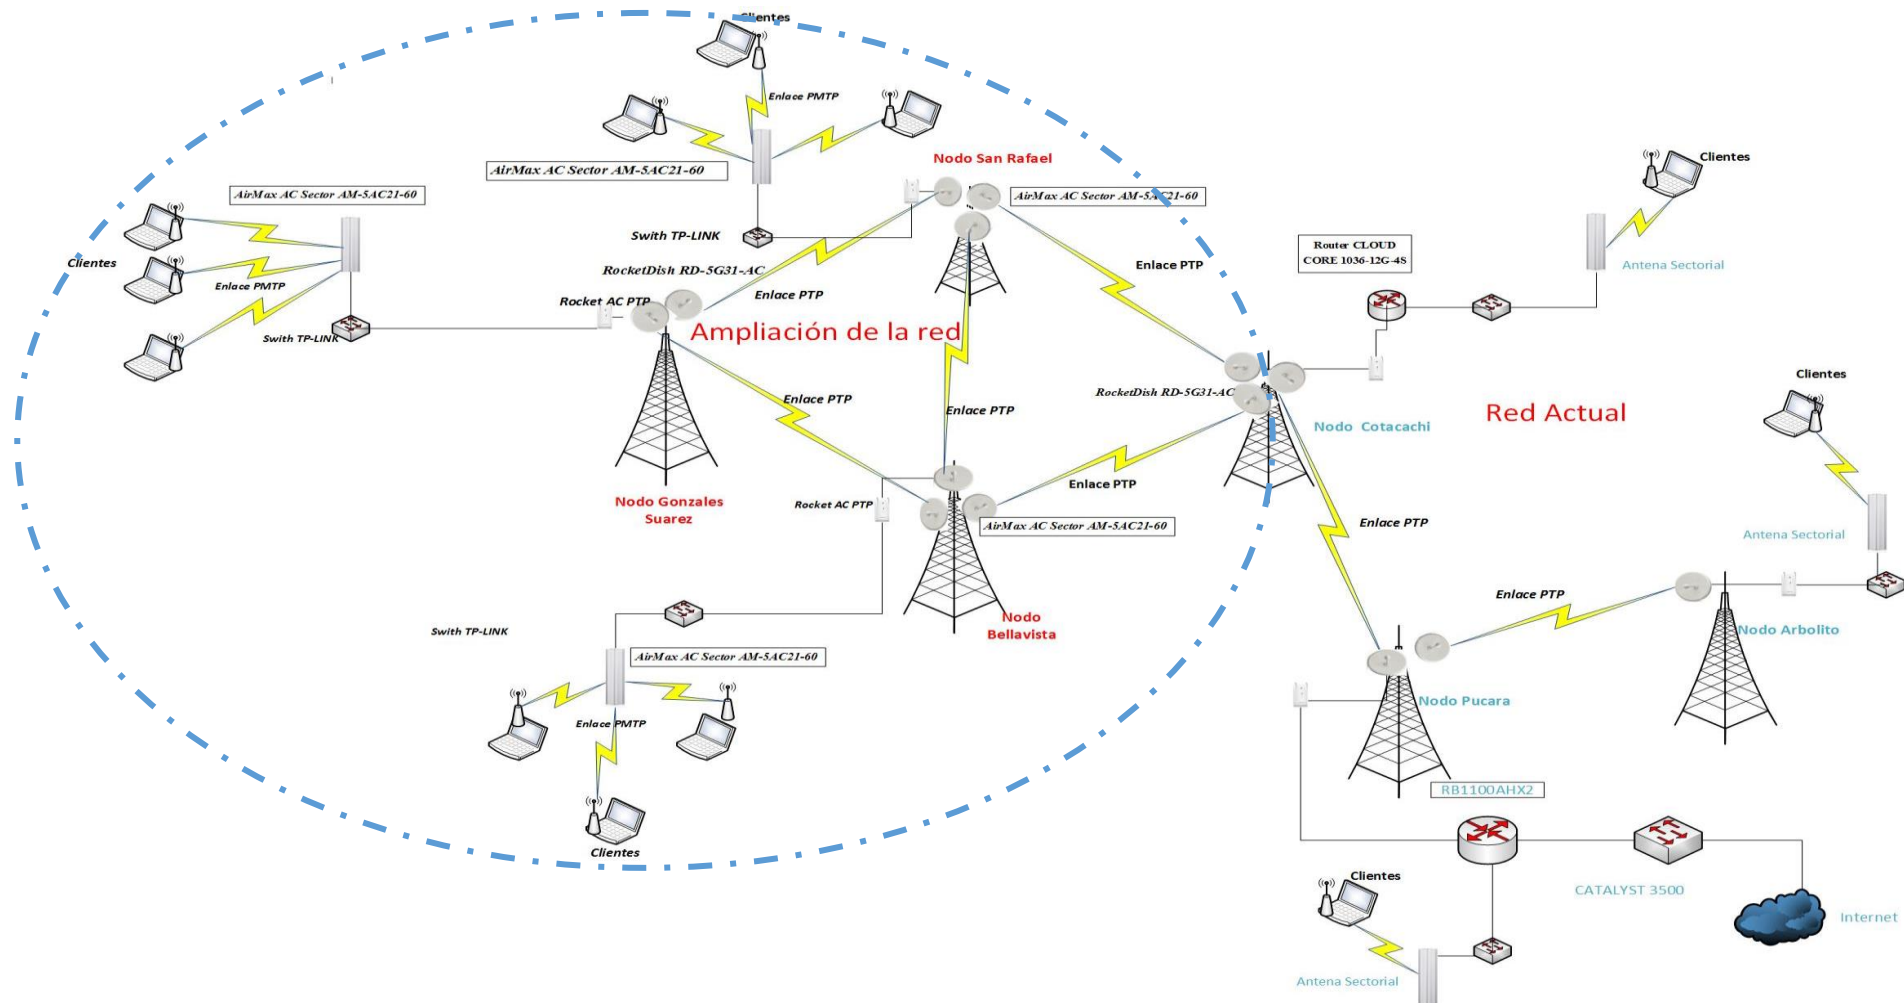 Clientes
Enlace PMTP
AirMax AC Sector AM-5AC21-60
Nodo San Rafael
Clientes
AirMax AC Sector AM-5AC21-60
AirMax AC Sector AM-5AC21-60
Swith TP-LINK
Router CLOUD
CORE 1036-12G-4S
Antena Sectorial
Clientes
Enlace PMTP
RocketDish RD-5G31-AC
Enlace PTP
Enlace PTP
Rocket AC PTP
Swith TP-LINK
Ampliación de la red
Clientes
Enlace PTP
RocketDish RD-5G31-AC
Enlace PTP
Red Actual
Nodo Cotacachi
Nodo Gonzales
Suarez
Rocket AC PTP
Enlace PTP
AirMax AC Sector AM-5AC21-60
Enlace PTP
Antena Sectorial
Enlace PTP
Nodo
Bellavista
Swith TP-LINK
Nodo Arbolito
AirMax AC Sector AM-5AC21-60
Nodo Pucara
Enlace PMTP
RB1100AHX2
Clientes
Clientes
CATALYST 3500
Internet
Antena Sectorial